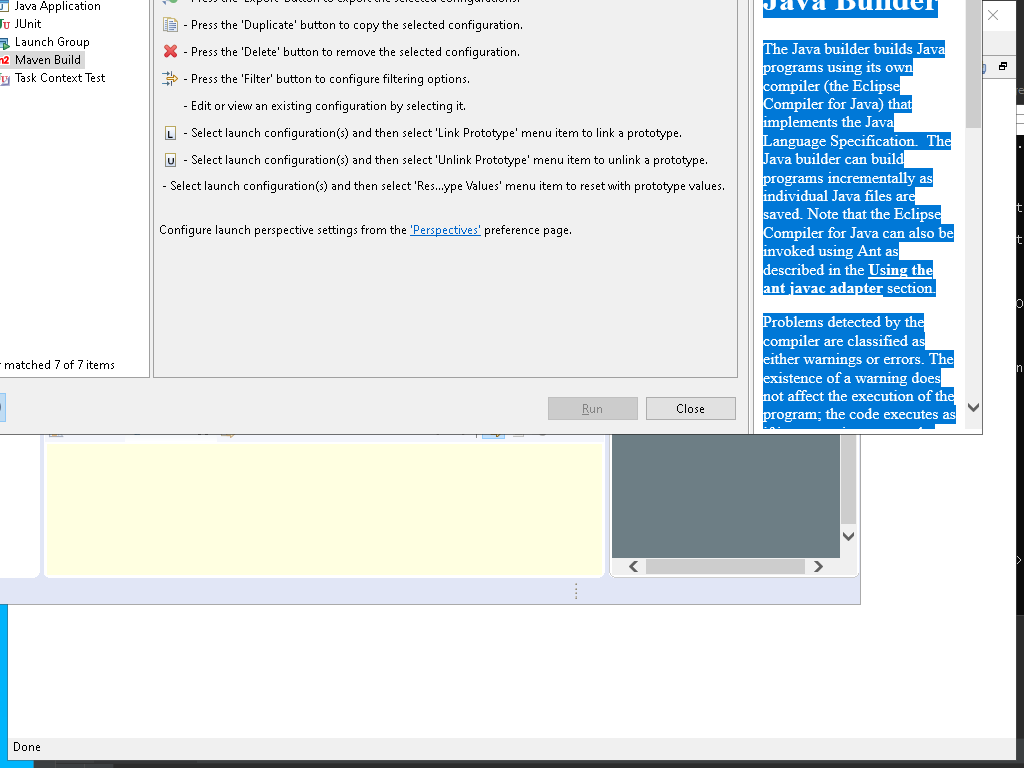 Java Application
JUnit
Launch Group
Maven Build
Task Context Test
matched 7 of 7 items
- Press the 'Export' button to export the selected configurations.
- Press the 'Duplicate' button to copy the selected configuration.
- Press the 'Delete' button to remove the selected configuration.
- Press the 'Filter' button to configure filtering options.
- Edit or view an existing configuration by selecting it.
- Select launch configuration(s) and then select 'Link Prototype' menu item to link a prototype.
- Select launch configuration(s) and then select 'Unlink Prototype' menu item to unlink a prototype.
- Select launch configuration(s) and then select 'Res...ype Values' menu item to reset with prototype values.
Configure launch perspective settings from the 'Perspectives' preference page.
Run
Close
Java Builder
The Java builder builds Java
programs using its own
compiler (the Eclipse
Compiler for Java) that
implements the Java
Language Specification. The
Java builder can build
programs incrementally as
individual Java files are
saved. Note that the Eclipse
Compiler for Java can also be
invoked using Ant as
described in the Using the
ant javac adapter section.
Problems detected by the
compiler are classified as
either warnings or errors. The
existence of a warning does
not affect the execution of the
program; the code executes as
Done